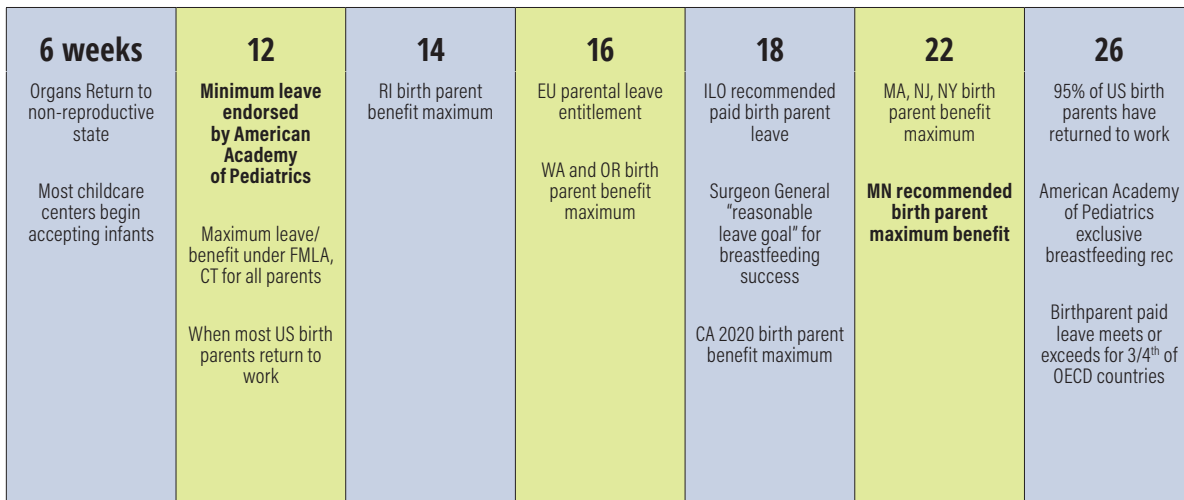 6 weeks
Organs Return to
non-reproductive
state
Most childcare
centers begin
accepting infants
12
Minimum leave
endorsed
by American
Academy
of Pediatrics
Maximum leave/
benefit under FMLA,
CT for all parents
When most US birth
parents return to
work
14
RI birth parent
benefit maximum
16
EU parental leave
entitlement
WA and OR birth
parent benefit
maximum
18
ILO recommended
paid birth parent
leave
Surgeon General
"reasonable
leave goal" for
breastfeeding
success
CA 2020 birth parent
benefit maximum
22
MA, NJ, NY birth
parent benefit
maximum
MN recommended
birth parent
maximum benefit
26
95% of US birth
parents have
returned to work
American Academy
of Pediatrics
exclusive
breastfeeding rec
Birthparent paid
leave meets or
exceeds for 3/4th of
OECD countries